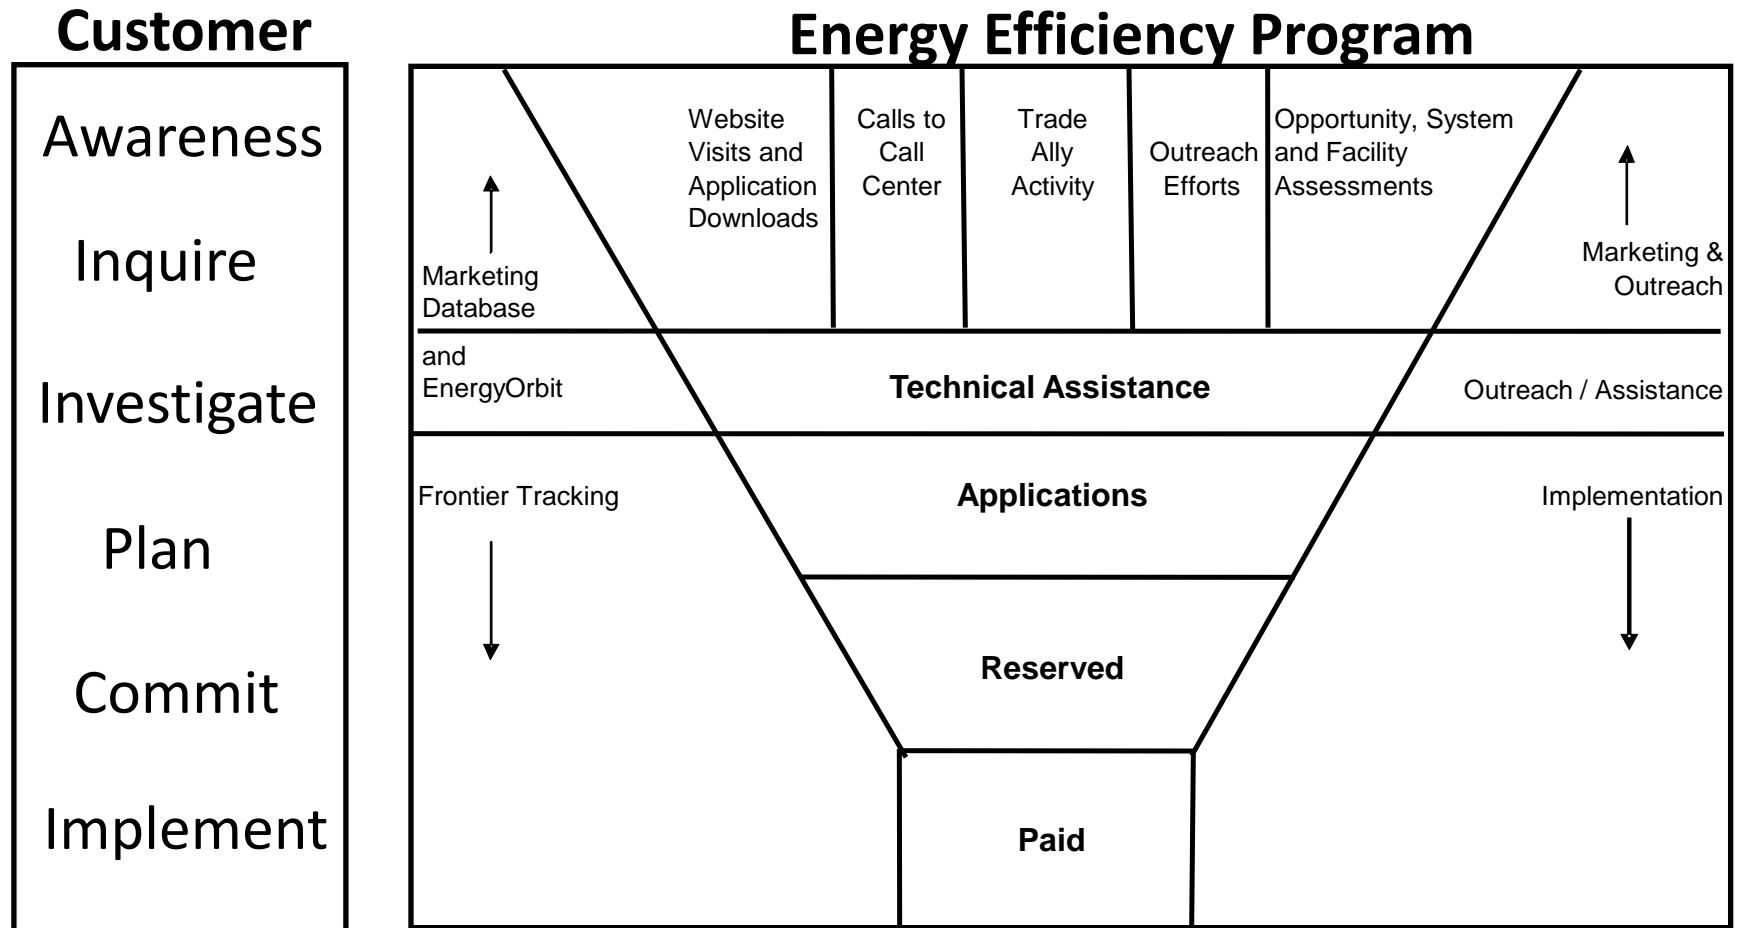 Customer
Awareness
Inquire
Investigate
Plan
Commit
Implement
Energy Efficiency Program
Website
Visits and
Application
Downloads
Calls to
Call
Center
Trade
Ally
Activity
Outreach
Efforts
Opportunity, System
and Facility
Assessments
Marketing
Database
and
EnergyOrbit
Marketing &
Outreach
Technical Assistance
Outreach / Assistance
Frontier Tracking
Applications
Implementation
Reserved
Paid